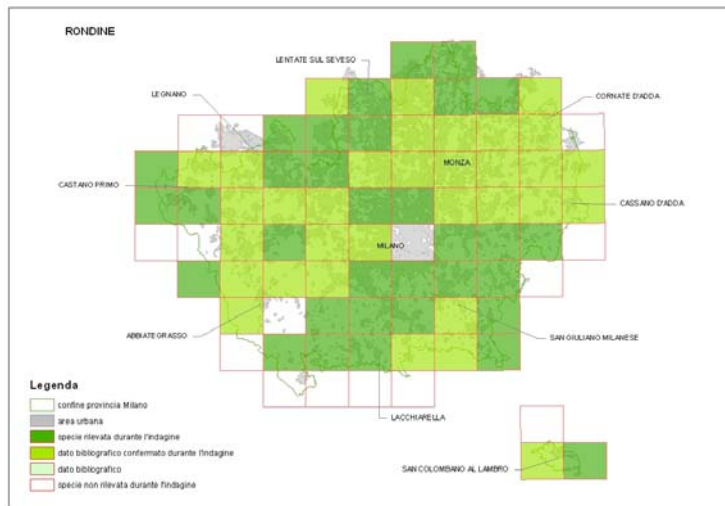 RONDINE
LENTATE SUL SEVESO
LEGNANO
CORNATE D'ADDA
MONZA
CASTANO PRIMO
CASSANO D'ADDA
MILANO
ABBIATEGRASSO
SAN GIULIANO MILANESE
LACCHIARELLA
SAN COLOMBANO AL LAMBRO
Legenda
confine provincia Milano
area urbana
specie rilevata durante l'indagine
dato bibliografico confermato durante l'indagine
dato bibliografico
specie non rilevata durante l'indagine